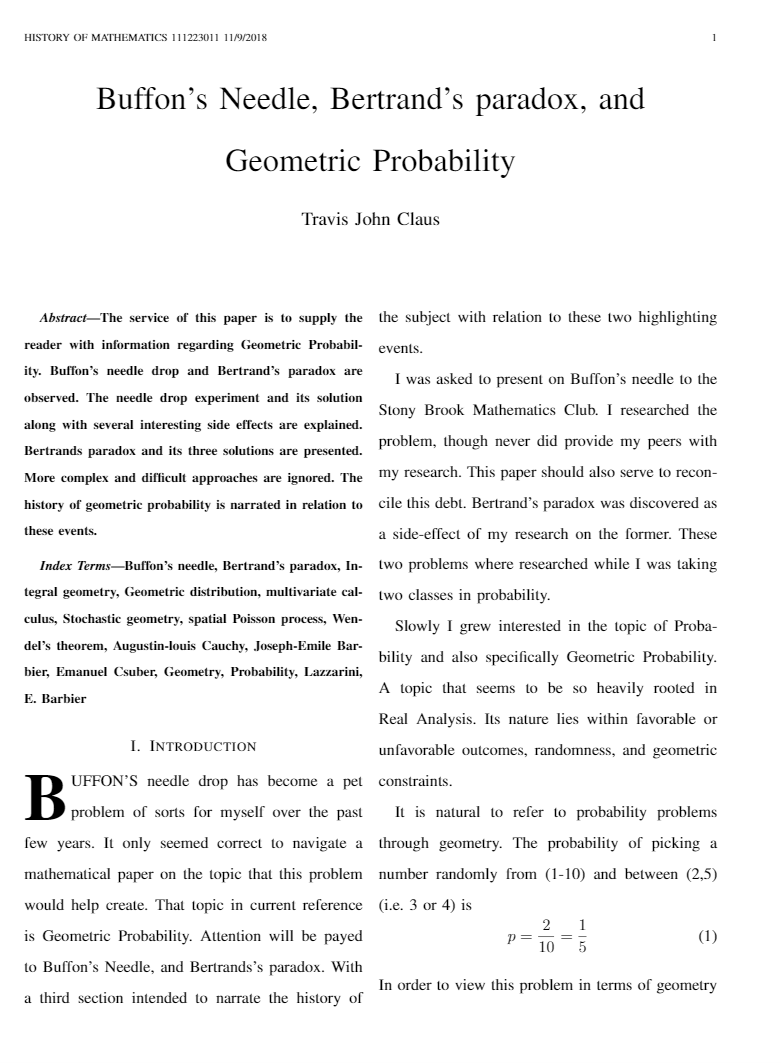 HISTORY OF MATHEMATICS 111223011 11/9/2018 1
Buffon's Needle, Bertrand's paradox, and
Geometric Probability
Travis John Claus
Abstract—The service of this paper is to supply the
reader with information regarding Geometric Probabil-
ity. Buffon's needle drop and Bertrand's paradox are
observed. The needle drop experiment and its solution
along with several interesting side effects are explained.
Bertrands paradox and its three solutions are presented.
More complex and difficult approaches are ignored. The
history of geometric probability is narrated in relation to
these events.
Index Terms—Buffon's needle, Bertrand's paradox, In-
tegral geometry, Geometric distribution, multivariate cal-
culus, Stochastic geometry, spatial Poisson process, Wen-
del's theorem, Augustin-louis Cauchy, Joseph-Emile Bar-
bier, Emanuel Csuber, Geometry, Probability, Lazzarini,
E. Barbier
I. INTRODUCTION
BUFFON'S needle drop has become a pet
problem of sorts for myself over the past
few years. It only seemed correct to navigate a
mathematical paper on the topic that this problem
would help create. That topic in current reference
is Geometric Probability. Attention will be payed
to Buffon's Needle, and Bertrands's paradox. With
a third section intended to narrate the history of
the subject with relation to these two highlighting
events.
I was asked to present on Buffon's needle to the
Stony Brook Mathematics Club. I researched the
problem, though never did provide my peers with
my research. This paper should also serve to recon-
cile this debt. Bertrand's paradox was discovered as
a side-effect of my research on the former. These
two problems where researched while I was taking
two classes in probability.
Slowly I grew interested in the topic of Proba-
bility and also specifically Geometric Probability.
A topic that seems to be so heavily rooted in
Real Analysis. Its nature lies within favorable or
unfavorable outcomes, randomness, and geometric
constraints.
It is natural to refer to probability problems
through geometry. The probability of picking a
number randomly from (1-10) and between (2,5)
(i.e. 3 or 4) is
p = 2/10 = 1/5 (1)
In order to view this problem in terms of geometry